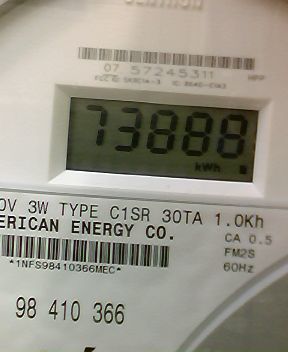 07 57245311 HPP
73888
kWh
0V 3W TYPE C1SR 30TA 1.0Kh
ERICAN ENERGY CO.
CA 0.5
FM2S
60Hz
*1NFS98410366MEC*
98 410 366